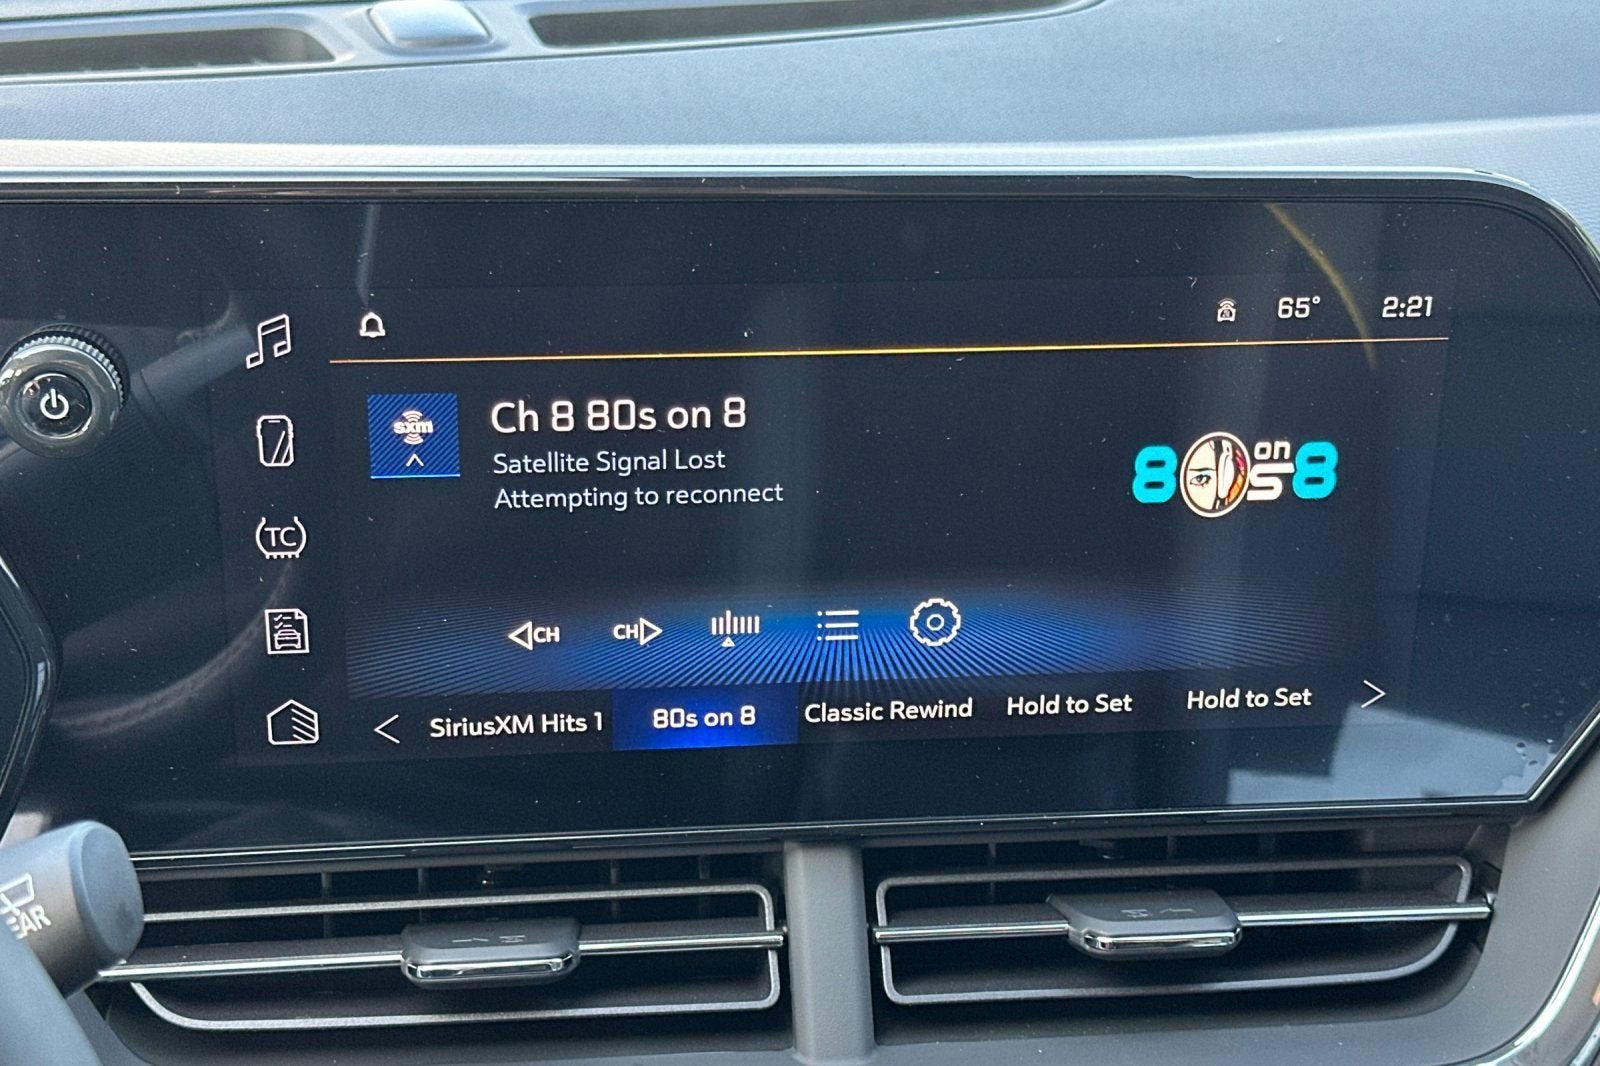 65° 2:21
sxm
Ch 8 80s on 8
Satellite Signal Lost
Attempting to reconnect
80s on 8
TC
CH CH
SiriusXM Hits 1 80s on 8 Classic Rewind Hold to Set Hold to Set